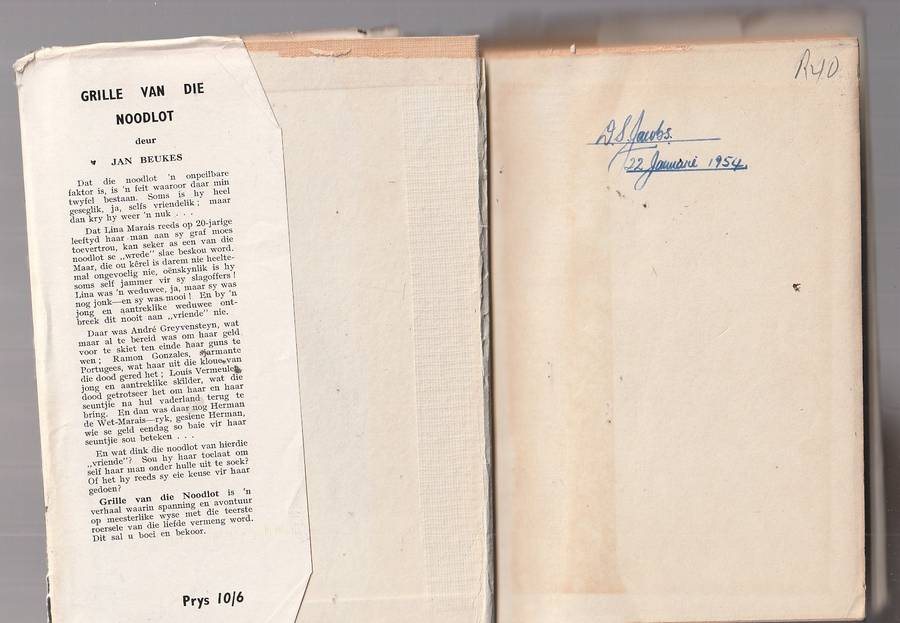 GRILLE VAN DIE
NOODLOT
deur
JAN BEUKES
Dat die noodlot 'n onpeilbare
faktor is, is 'n feit waaroor daar min
twyfel bestaan. Soms is hy heel
geseglik, ja, selfs vriendelik; maar
dan kry hy weer 'n nuk . . .
Dat Lina Marais reeds op 20-jarige
leeftyd haar man aan sy graf moes
toevertrou, kan seker as een van die
noodlot se „wrede" slae beskou word.
Maar, die ou kêrel is darem nie heelte-
mal ongevoelig nie, oënskynlik is hy
soms self jammer vir sy slagoffers!
Lina was 'n weduwee, ja, maar sy was
nog jonk—en sy was mooi! En by 'n
jong en aantreklike weduwee ont-
breek dit nooit aan „vriende" nie.
Daar was André Greyvensteyn, wat
maar al te bereid was om haar geld
voor te skiet ten einde haar guns te
wen; Ramon Gonzales, sjarmante
Portugees, wat haar uit die kloue van
die dood gered het; Louis Vermeulen,
jong en aantreklike skilder, wat die
dood getrotseer het om haar en haar
seuntjie na hul vaderland terug te
bring. En dan was daar nog Herman
de Wet-Marais—ryk, gesiene Herman,
wie se geld eendag so baie vir haar
seuntjie sou beteken . . .
En wat dink die noodlot van hierdie
„vriende"? Sou hy haar toelaat om
self haar man onder hulle uit te soek?
Of het hy reeds sy eie keuse vir haar
gedoen?
Grille van die Noodlot is 'n
verhaal waarin spanning en avontuur
op meesterlike wyse met die teerste
roersele van die liefde vermeng word.
Dit sal u boei en bekoor.
Prys 10/6
R40
D.S. Jacobs.
22 Januarie 1954.